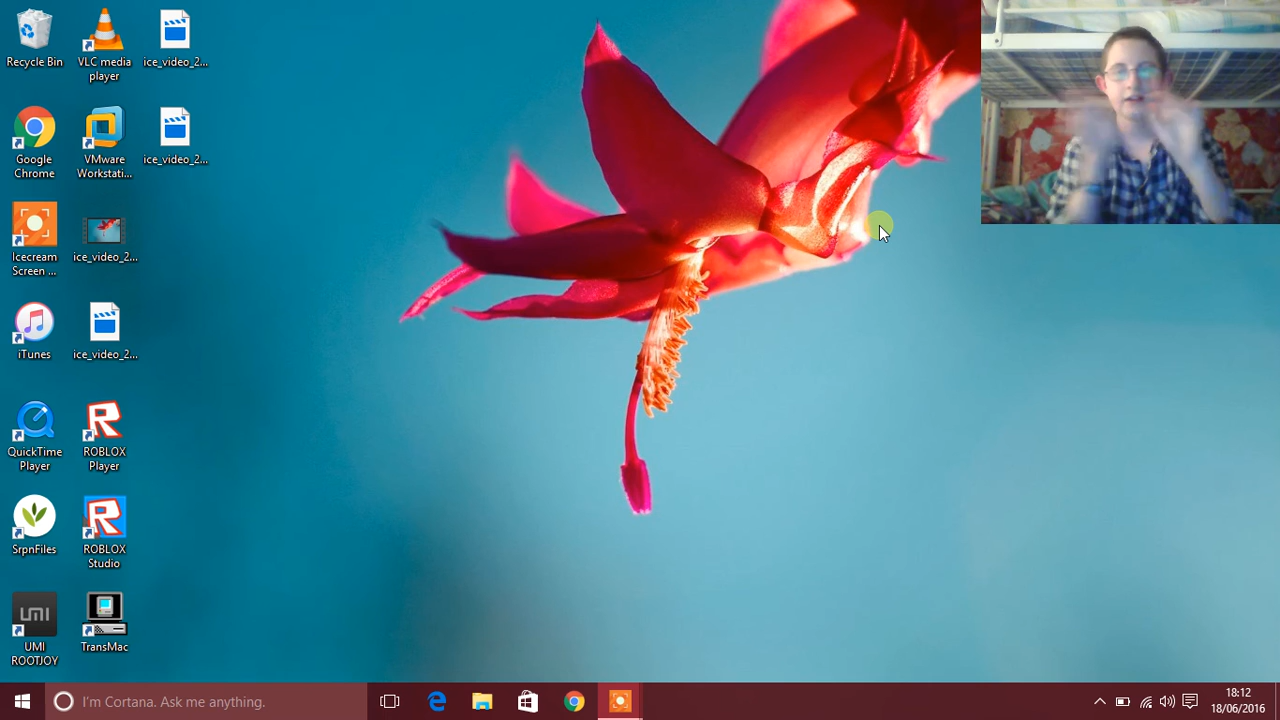 Recycle Bin
VLC media
player
ice_video_2...
Google
Chrome
VMware
Workstati...
ice_video_2...
Icecream
Screen ...
ice_video_2...
iTunes
ice_video_2...
QuickTime
Player
ROBLOX
Player
SrpnFiles
ROBLOX
Studio
UMI
UMI
ROOTJOY
TransMac
I'm Cortana. Ask me anything.
18:12
18/06/2016